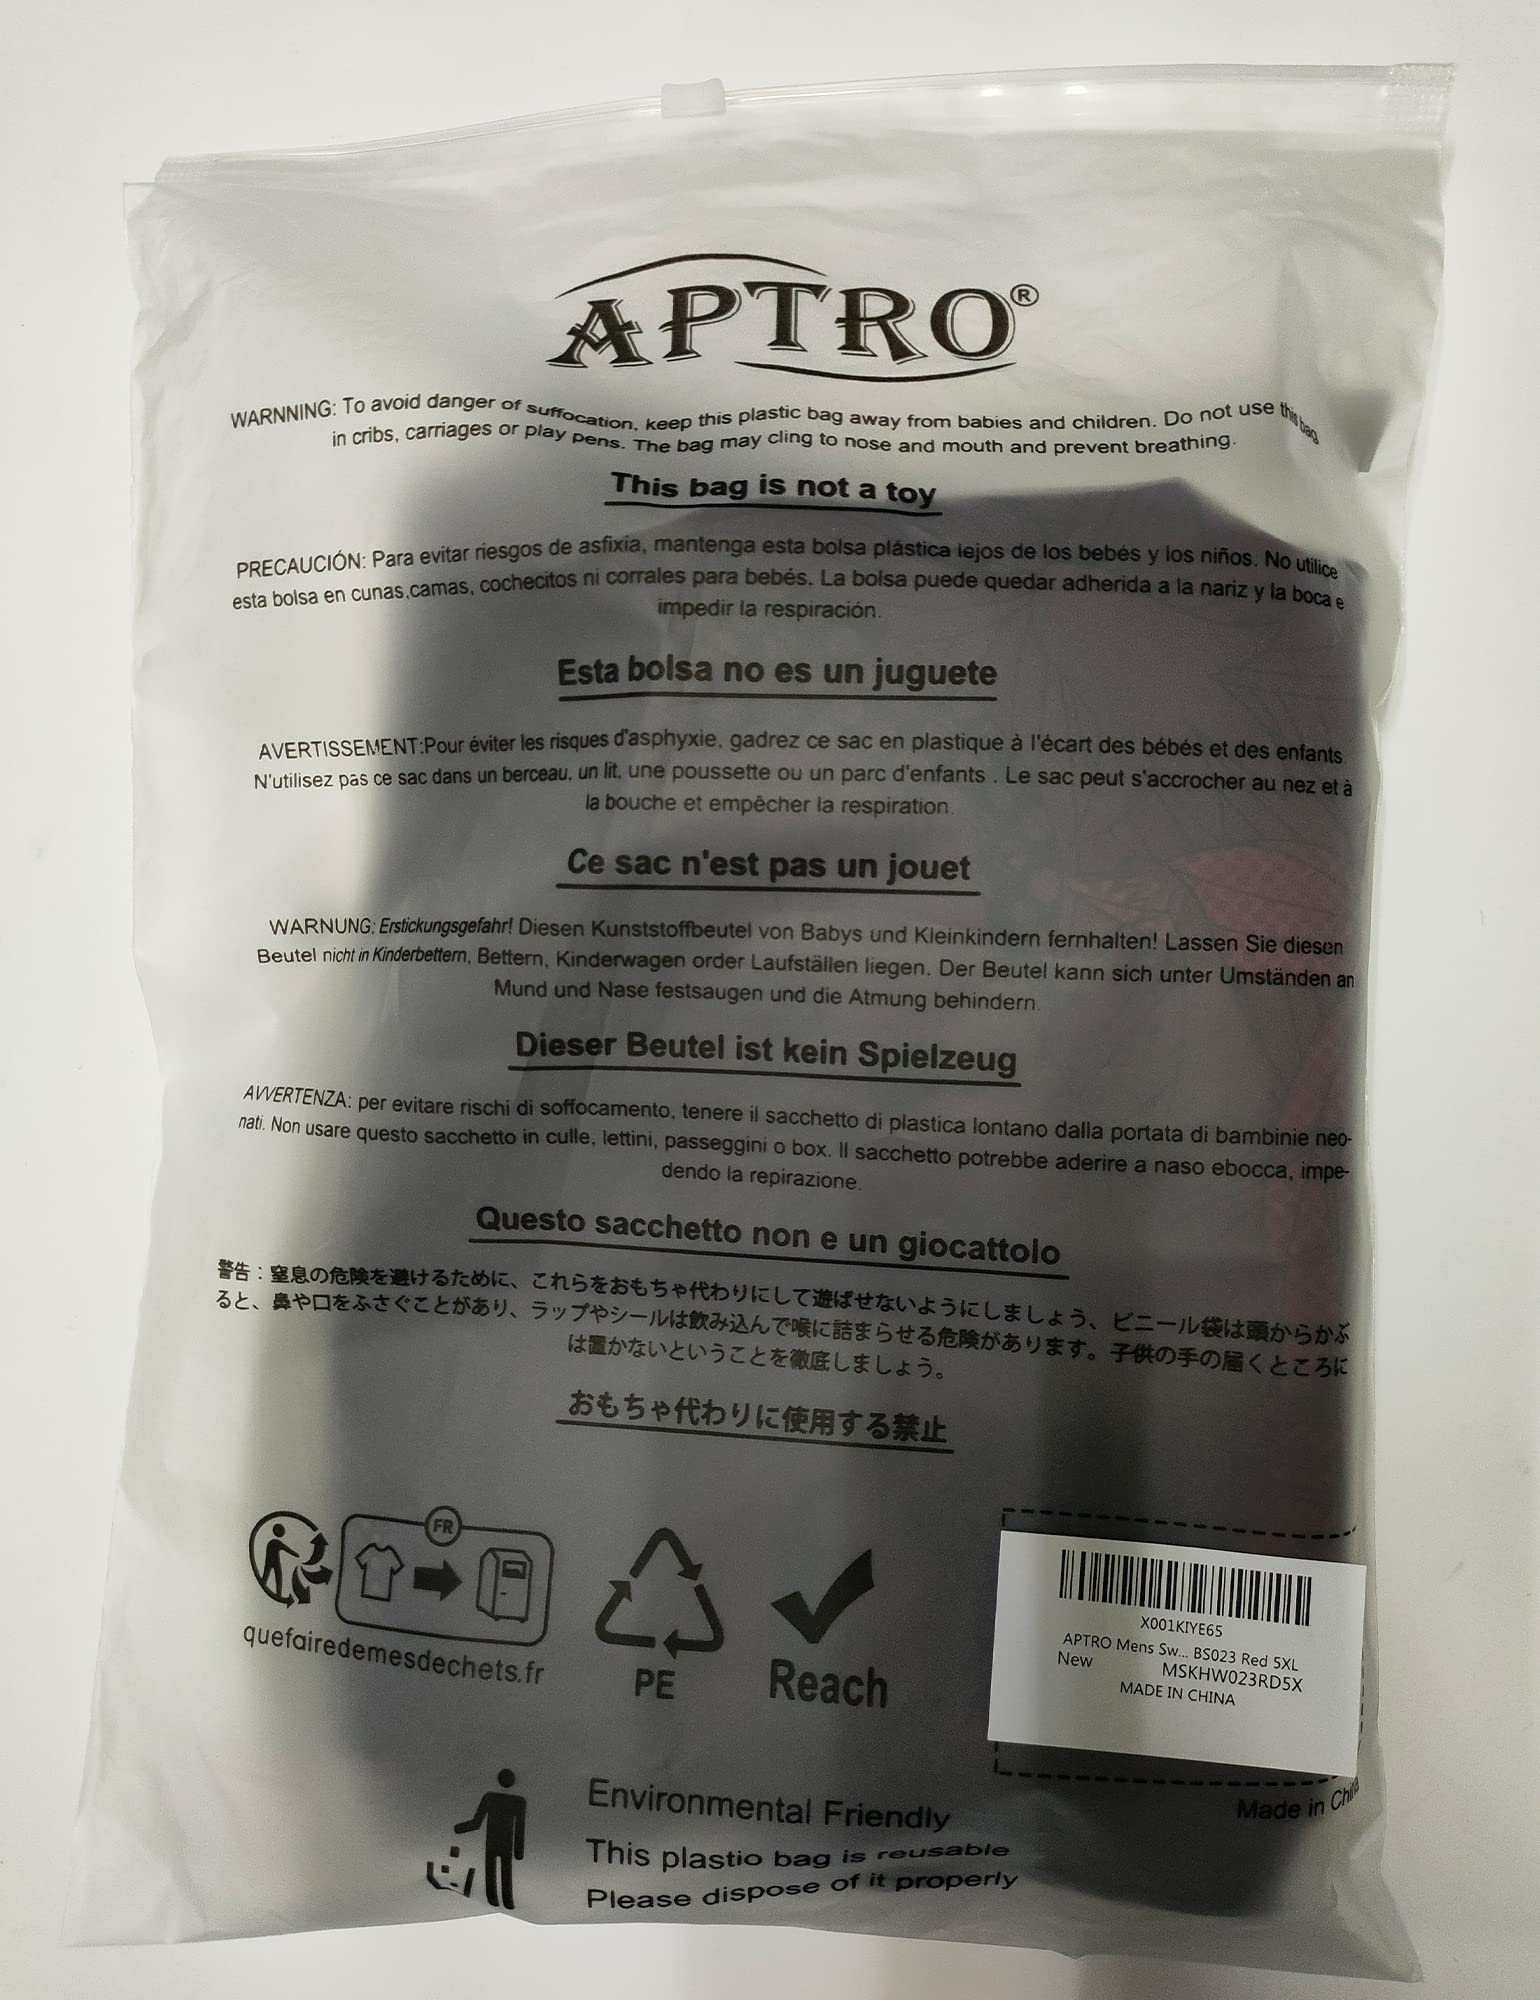 APTRO®
WARNNING: To avoid danger of suffocation, keep this plastic bag away from babies and children. Do not use this bag
in cribs, carriages or play pens. The bag may cling to nose and mouth and prevent breathing.
This bag is not a toy
PRECAUCIÓN: Para evitar riesgos de asfixia, mantenga esta bolsa plástica lejos de los bebés y los niños. No utilice
esta bolsa en cunas,camas, cochecitos ni corrales para bebés. La bolsa puede quedar adherida a la nariz y la boca e
impedir la respiración.
Esta bolsa no es un juguete
AVERTISSEMENT:Pour éviter les risques d'asphyxie, gadrez ce sac en plastique à l'écart des bébés et des enfants.
N'utilisez pas ce sac dans un berceau, un lit, une poussette ou un parc d'enfants . Le sac peut s'accrocher au nez et à
la bouche et empêcher la respiration.
Ce sac n'est pas un jouet
WARNUNG: Erstickungsgefahr! Diesen Kunststoffbeutel von Babys und Kleinkindern fernhalten! Lassen Sie diesen
Beutel nicht in Kinderbettern, Bettern, Kinderwagen order Laufställen liegen. Der Beutel kann sich unter Umständen an
Mund und Nase festsaugen und die Atmung behindern.
Dieser Beutel ist kein Spielzeug
AVVERTENZA: per evitare rischi di soffocamento, tenere il sacchetto di plastica lontano dalla portata di bambinie neo-
nati. Non usare questo sacchetto in culle, lettini, passeggini o box. Il sacchetto potrebbe aderire a naso ebocca, impe-
dendo la repirazione.
Questo sacchetto non e un giocattolo
警告：窒息の危険を避けるために、これらをおもちゃ代わりにして遊ばせないようにしましょう、ビニール袋は頭からかぶ
ると、鼻や口をふさぐことがあり、ラップやシールは飲み込んで喉に詰まらせる危険があります。子供の手の届くところに
は置かないということを徹底しましょう。
おもちゃ代わりに使用する禁止
FR
quefairedemesdechets.fr
PE
Reach
X001KIYE65
APTRO Mens Sw... BS023 Red 5XL
New MSKHW023RD5X
MADE IN CHINA
Made in China
Environmental Friendly
This plastio bag is reusable
Please dispose of it properly